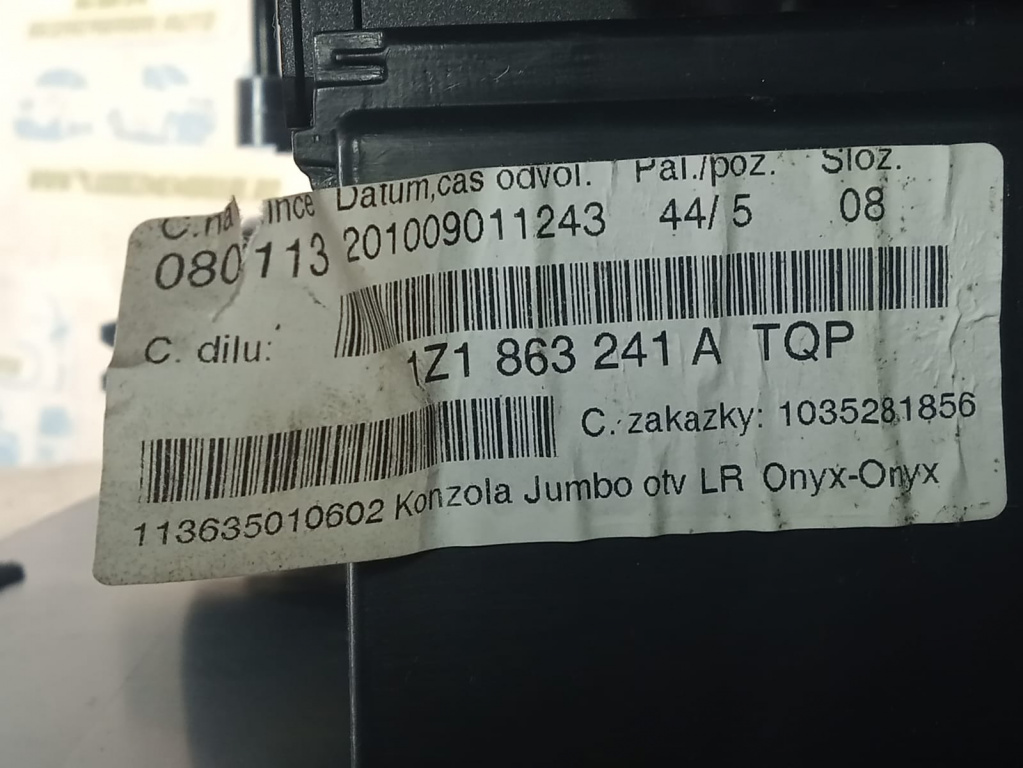 Datum,cas odvol. Pal./poz. Sloz.
080113 201009011243 44/5 08
C. dilu: 1Z1 863 241 A TQP
C. zakazky: 1035281856
113635010602 Konzola Jumbo otv LR Onyx-Onyx